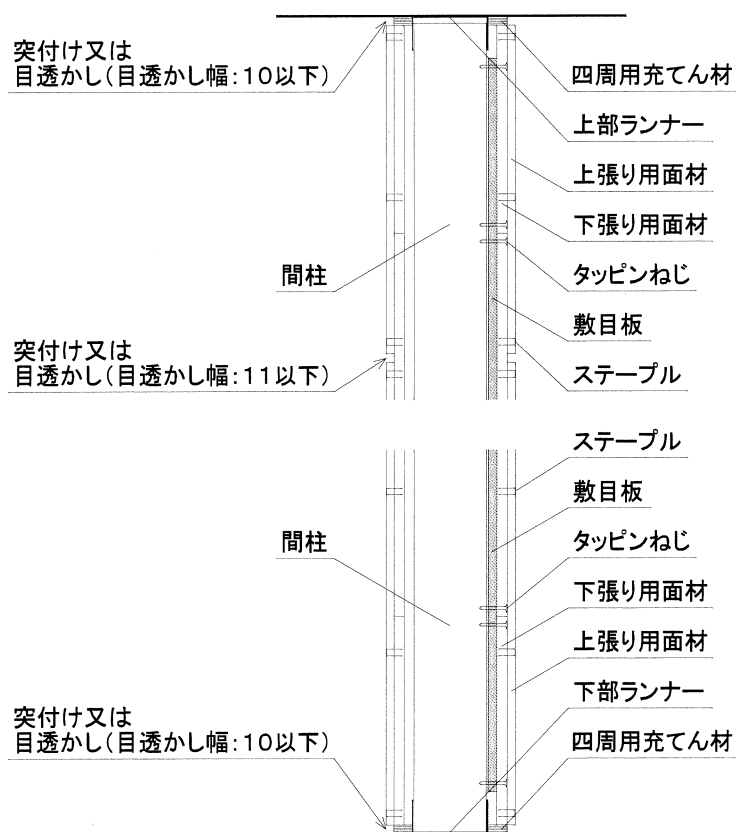 突付け又は
目透かし(目透かし幅:10以下)
四周用充てん材
上部ランナー
上張り用面材
下張り用面材
間柱
タッピンねじ
敷目板
突付け又は
目透かし(目透かし幅:11以下)
ステープル
ステープル
敷目板
間柱
タッピンねじ
下張り用面材
上張り用面材
下部ランナー
突付け又は
目透かし(目透かし幅:10以下)
四周用充てん材